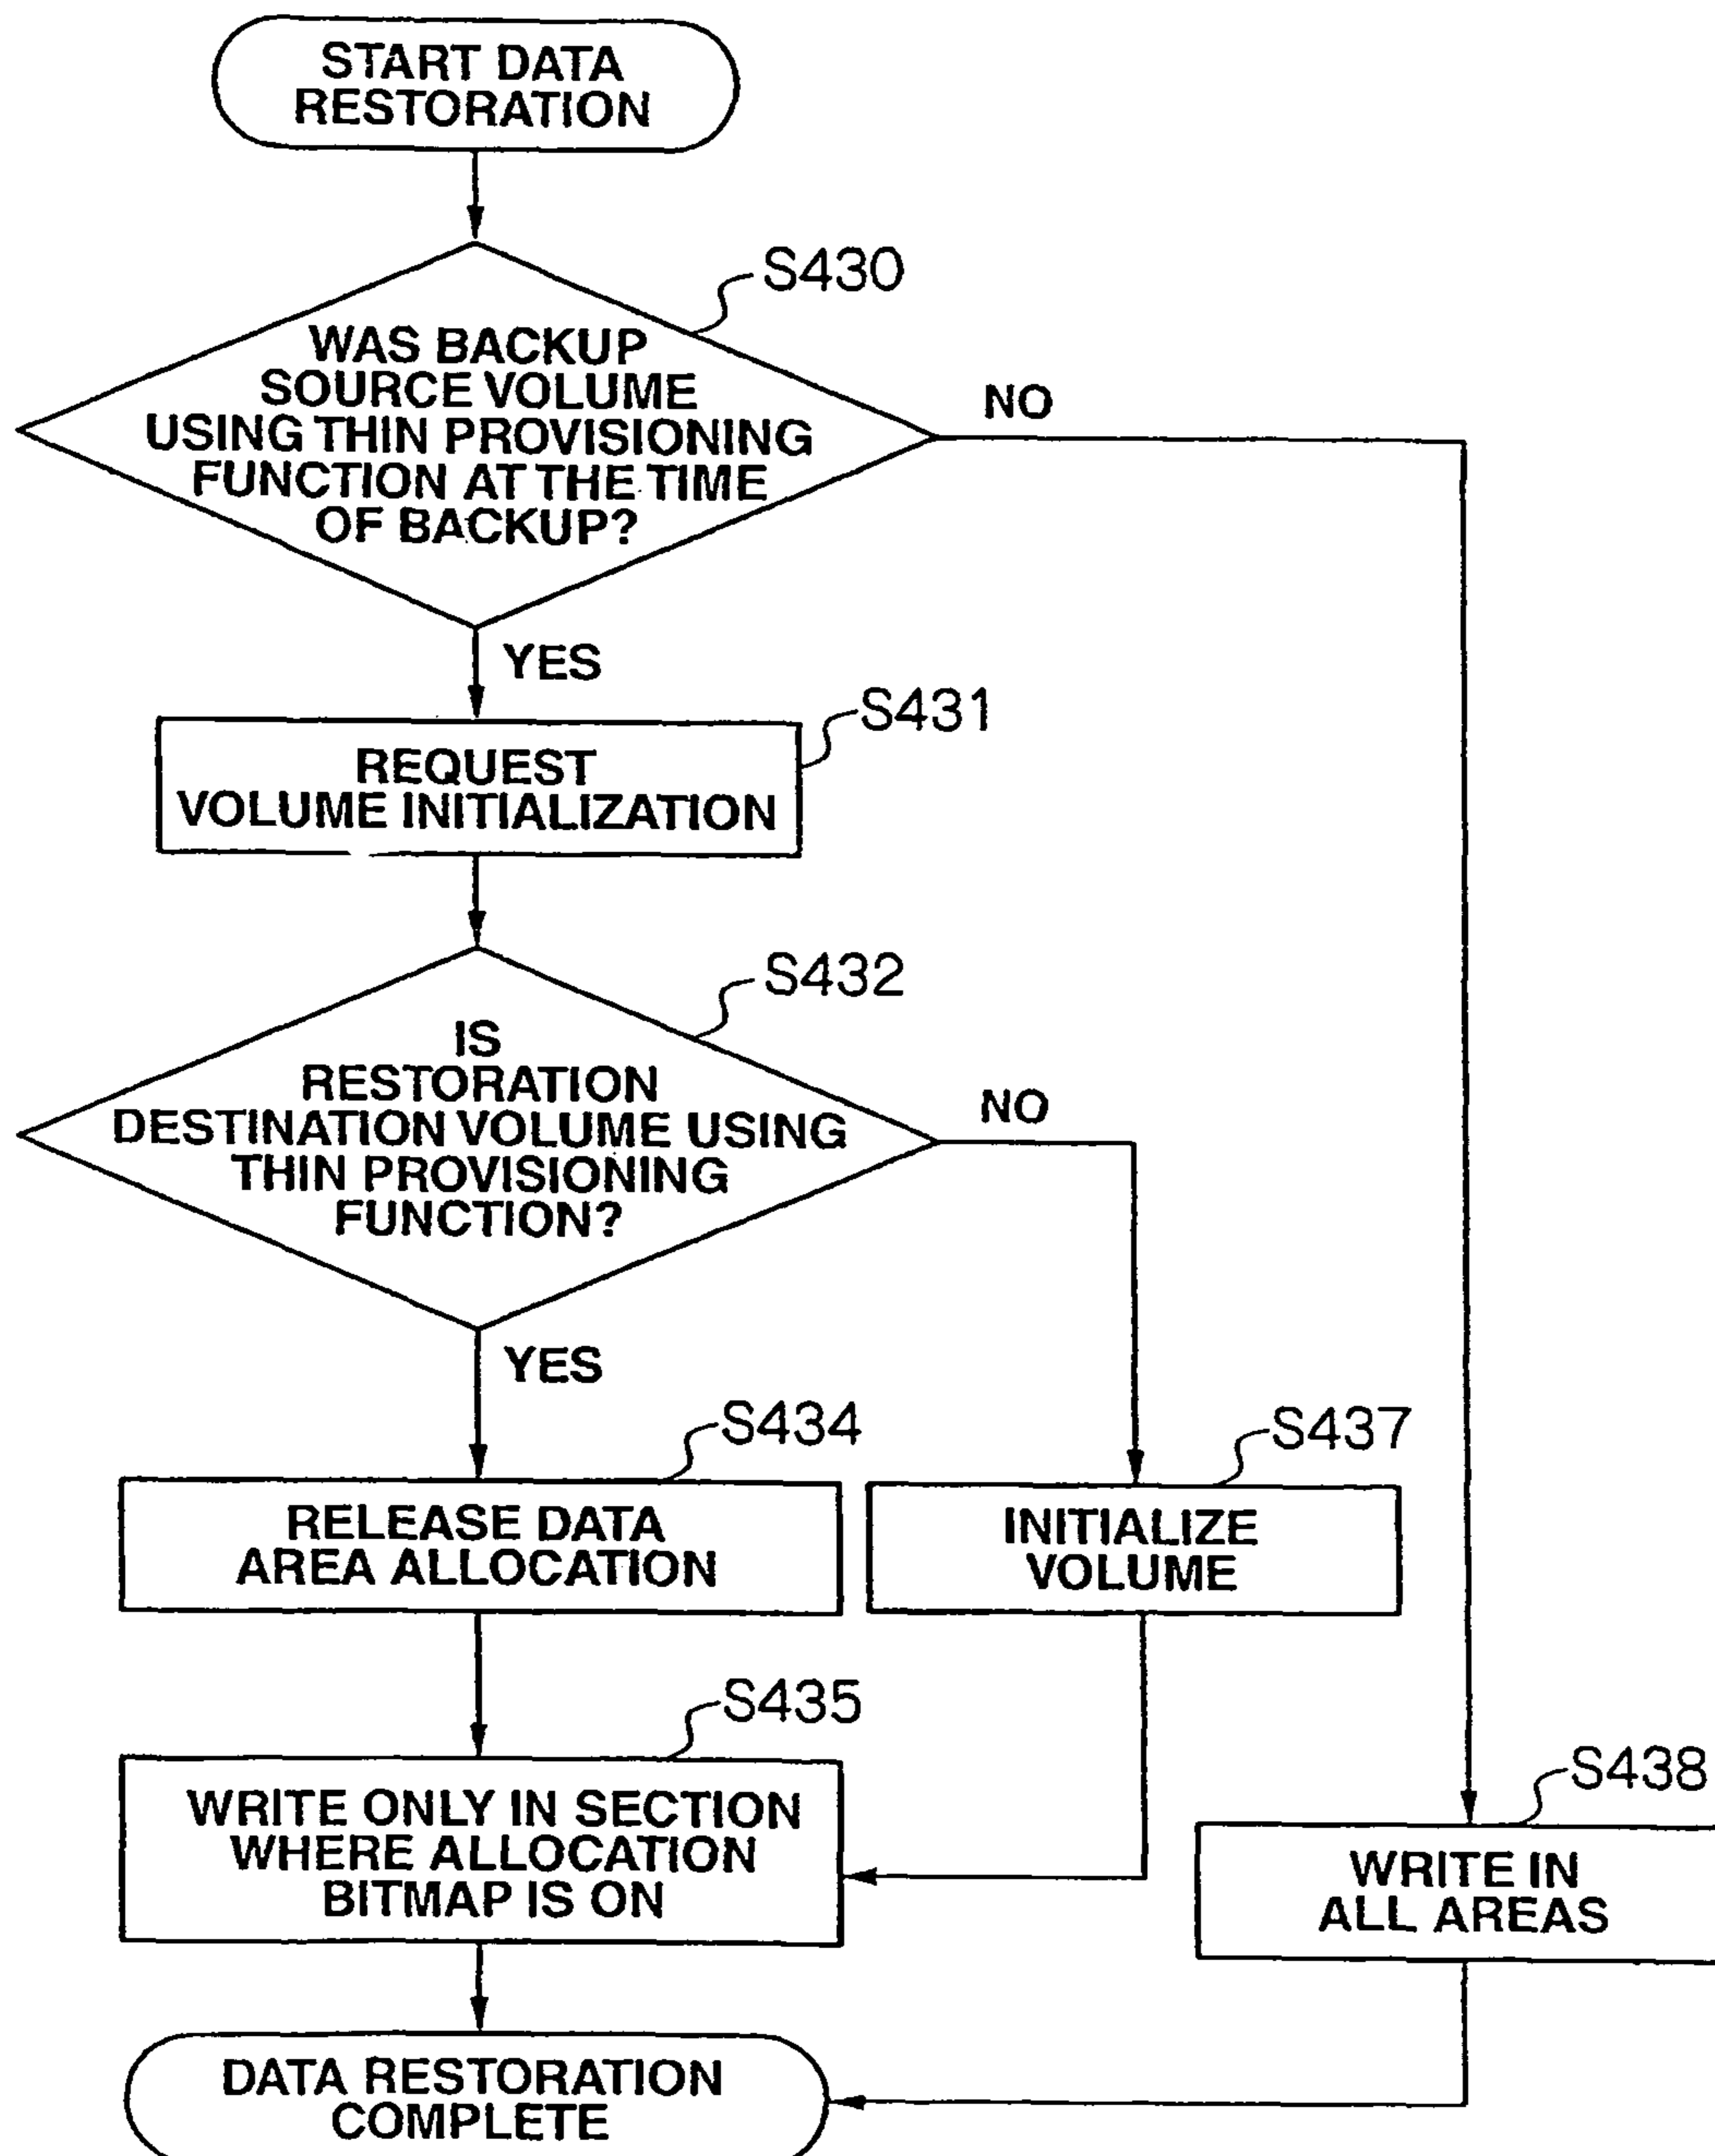 START DATA
RESTORATION
S430
WAS BACKUP
SOURCE VOLUME
USING THIN PROVISIONING
FUNCTION AT THE TIME
OF BACKUP?
NO
YES
S431
REQUEST
VOLUME INITIALIZATION
S432
IS
RESTORATION
DESTINATION VOLUME USING
THIN PROVISIONING
FUNCTION?
NO
YES
S434
RELEASE DATA
AREA ALLOCATION
S437
INITIALIZE
VOLUME
S435
WRITE ONLY IN SECTION
WHERE ALLOCATION
BITMAP IS ON
S438
WRITE IN
ALL AREAS
DATA RESTORATION
COMPLETE